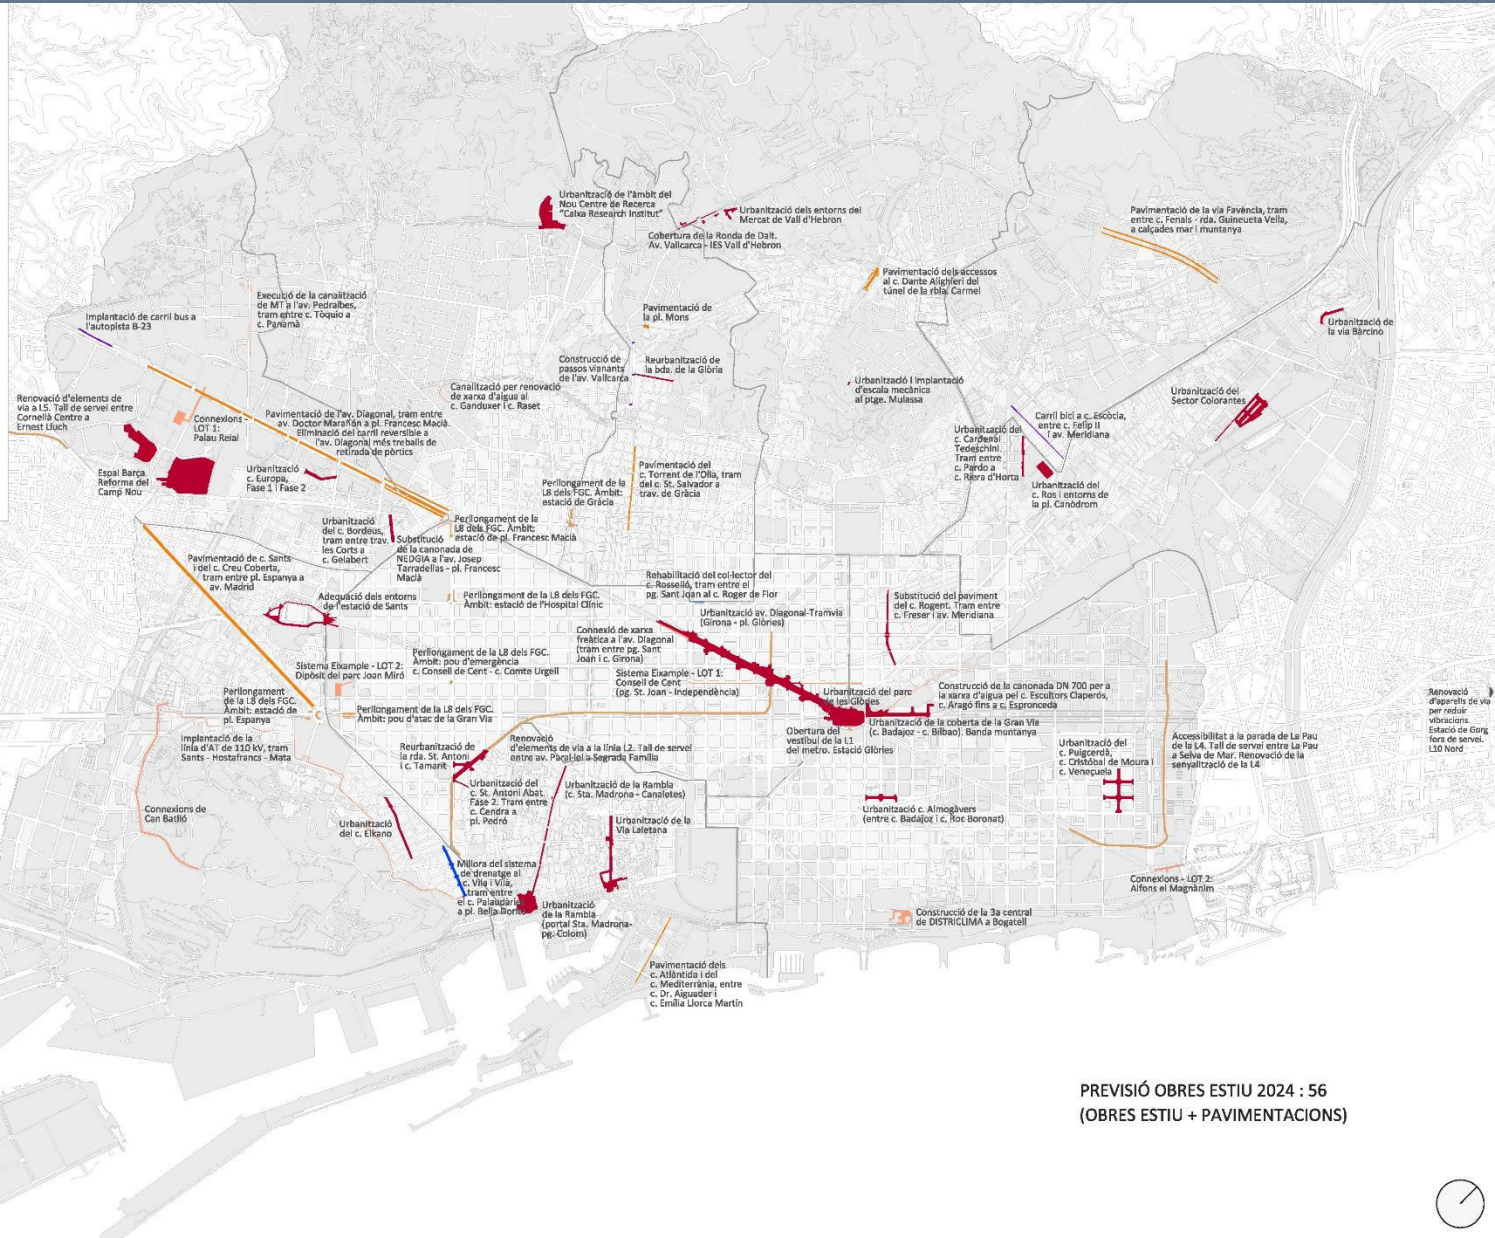 Urbanització de l'àmbit del
Nou Centre de Recerca
"Caixa Research Institut"
Urbanització dels entorns del
Mercat de Vall d'Hebron
Cobertura de la Ronda de Dalt.
Av. Vallcarca - IES Vall d'Hebron
Pavimentació de la via Favència, tram
entre c. Fenals - rda. Guineueta Vella,
a calçades mar i muntanya
Pavimentació dels accessos
al c. Dante Alighieri del
túnel de la rbla. Carmel
Execució de la canalització
de MT a l'av. Pedralbes,
tram entre c. Tòquio a
c. Panamà
Implantació de carril bus a
l'autopista B-23
Pavimentació de
la pl. Mons
Urbanització de
la via Bàrcino
Construcció de
passos vianants
de l'av. Vallcarca
Reurbanització de
la bda. de la Glòria
Canalització per renovació
de xarxa d'aigua al
c. Ganduxer i c. Raset
Urbanització i implantació
d'escala mecànica
al ptge. Mulassa
Urbanització del
Sector Colorantes
Renovació d'elements de
via a L5. Tall de servei entre
Cornellà Centre a
Ernest Lluch
Connexions -
LOT 1:
Palau Reial
Pavimentació de l'av. Diagonal, tram entre
av. Doctor Marañón a pl. Francesc Macià.
Eliminació del carril reversible a
l'av. Diagonal més treballs de
retirada de pòrtics
Carril bici a c. Escòcia,
entre c. Felip II
i av. Meridiana
Urbanització del
c. Cardenal
Tedeschini.
Tram entre
c. Pardo a
c. Riera d'Horta
Espai Barça.
Reforma del
Camp Nou
Urbanització
c. Europa,
Fase 1 i Fase 2
Perllongament de la
L8 dels FGC. Àmbit:
estació de Gràcia
Pavimentació del
c. Torrent de l'Olla, tram
del c. St. Salvador a
trav. de Gràcia
Urbanització del
c. Ros i entorns de
la pl. Canòdrom
Urbanització
del c. Bordeus,
tram entre trav.
les Corts a
c. Gelabert
Perllongament de la
L8 dels FGC. Àmbit:
estació de pl. Francesc Macià
Substitució
de la canonada de
NEDGIA a l'av. Josep
Tarradellas - pl. Francesc
Macià
Pavimentació de c. Sants
i del c. Creu Coberta,
tram entre pl. Espanya a
av. Madrid
Adequació dels entorns
de l'estació de Sants
Perllongament de la L8 dels FGC.
Àmbit: estació de l'Hospital Clínic
Rehabilitació del col·lector del
c. Rosselló, tram entre el
pg. Sant Joan al c. Roger de Flor
Urbanització av. Diagonal-Tramvia
(Girona - pl. Glòries)
Substitució del paviment
del c. Rogent. Tram entre
c. Freser i av. Meridiana
Connexió de xarxa
freàtica a l'av. Diagonal
(tram entre pg. Sant
Joan i c. Girona)
Sistema Eixample - LOT 2:
Dipòsit del parc Joan Miró
Perllongament de la L8 dels FGC.
Àmbit: pou d'emergència
c. Consell de Cent - c. Comte Urgell
Sistema Eixample - LOT 1:
Consell de Cent
(pg. St. Joan - Independència)
Urbanització del parc
de les Glòries
Construcció de la canonada DN 700 per a
la xarxa d'aigua pel c. Escultors Claperós,
c. Aragó fins a c. Espronceda
Perllongament
de la L8 dels FGC.
Àmbit: estació de
pl. Espanya
Perllongament de la L8 dels FGC.
Àmbit: pou d'atac de la Gran Via
Urbanització de la coberta de la Gran Via
(c. Badajoz - c. Bilbao). Banda muntanya
Obertura del
vestíbul de la L1
del metro. Estació Glòries
Renovació
d'aparells de via
per reduir
vibracions.
Estació de Gorg
fora de servei.
L10 Nord
Implantació de la
línia d'AT de 110 kV, tram
Sants - Hostafrancs - Mata
Reurbanització de
la rda. St. Antoni
i c. Tamarit
Renovació
d'elements de via a la línia L2. Tall de servei
entre av. Paral·lel a Sagrada Família
Urbanització del
c. Puigcerdà,
c. Cristóbal de Moura i
c. Veneçuela
Accessibilitat a la parada de La Pau
de la L4. Tall de servei entre La Pau
a Selva de Mar. Renovació de la
senyalització de la L4
Urbanització del
c. St. Antoni Abat
Fase 2. Tram entre
c. Cendra a
pl. Pedró
Urbanització de la Rambla
(c. Sta. Madrona - Canaletes)
Connexions de
Can Batlló
Urbanització
del c. Elkano
Urbanització de la
Via Laietana
Urbanització c. Almogàvers
(entre c. Badajoz i c. Roc Boronat)
Millora del sistema
de drenatge al
c. Vila i Vilà,
tram entre
el c. Palaudàries
a pl. Bella Dorita
Connexions - LOT 2:
Alfons el Magnànim
Urbanització
de la Rambla
(portal Sta. Madrona-
pg. Colom)
Construcció de la 3a central
de DISTRICLIMA a Bogatell
Pavimentació dels
c. Atlàntida i del
c. Mediterrània, entre
c. Dr. Aiguader i
c. Emília Llorca Martín
PREVISIÓ OBRES ESTIU 2024 : 56
(OBRES ESTIU + PAVIMENTACIONS)